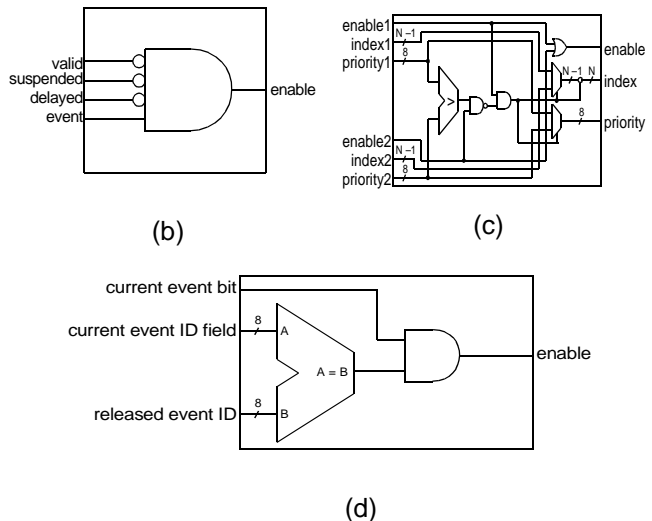 valid
suspended
delayed
event
enable
(b)
enable1
N –1
index1
8
priority1
>
enable2
N –1
index2
8
priority2
enable
N –1
N
index
8
priority
(c)
current event bit
current event ID field
8
A
A = B
released event ID
8
B
enable
(d)